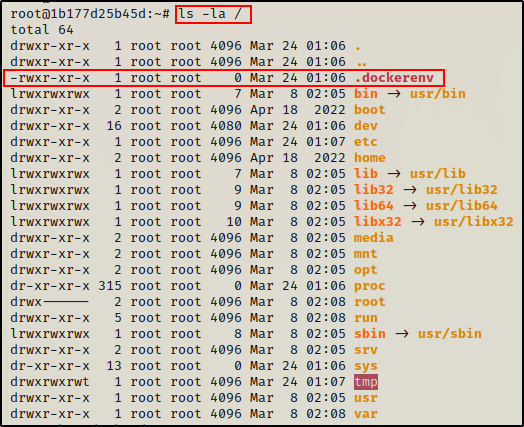 root@1b177d25b45d:~# ls -la /
total 64
drwxr-xr-x   1 root root 4096 Mar 24 01:06 .
drwxr-xr-x   1 root root 4096 Mar 24 01:06 ..
-rwxr-xr-x   1 root root    0 Mar 24 01:06 .dockerenv
lrwxrwxrwx   1 root root    7 Mar  8 02:05 bin → usr/bin
drwxr-xr-x   2 root root 4096 Apr 18  2022 boot
drwxr-xr-x  16 root root 4080 Mar 24 01:06 dev
drwxr-xr-x   1 root root 4096 Mar 24 01:07 etc
drwxr-xr-x   2 root root 4096 Apr 18  2022 home
lrwxrwxrwx   1 root root    7 Mar  8 02:05 lib → usr/lib
lrwxrwxrwx   1 root root    9 Mar  8 02:05 lib32 → usr/lib32
lrwxrwxrwx   1 root root    9 Mar  8 02:05 lib64 → usr/lib64
lrwxrwxrwx   1 root root   10 Mar  8 02:05 libx32 → usr/libx32
drwxr-xr-x   2 root root 4096 Mar  8 02:05 media
drwxr-xr-x   2 root root 4096 Mar  8 02:05 mnt
drwxr-xr-x   2 root root 4096 Mar  8 02:05 opt
dr-xr-xr-x 315 root root    0 Mar 24 01:06 proc
drwx------   2 root root 4096 Mar  8 02:08 root
drwxr-xr-x   5 root root 4096 Mar  8 02:08 run
lrwxrwxrwx   1 root root    8 Mar  8 02:05 sbin → usr/sbin
drwxr-xr-x   2 root root 4096 Mar  8 02:05 srv
dr-xr-xr-x  13 root root    0 Mar 24 01:06 sys
drwxrwxrwt   1 root root 4096 Mar 24 01:07 tmp
drwxr-xr-x   1 root root 4096 Mar  8 02:05 usr
drwxr-xr-x   1 root root 4096 Mar  8 02:08 var